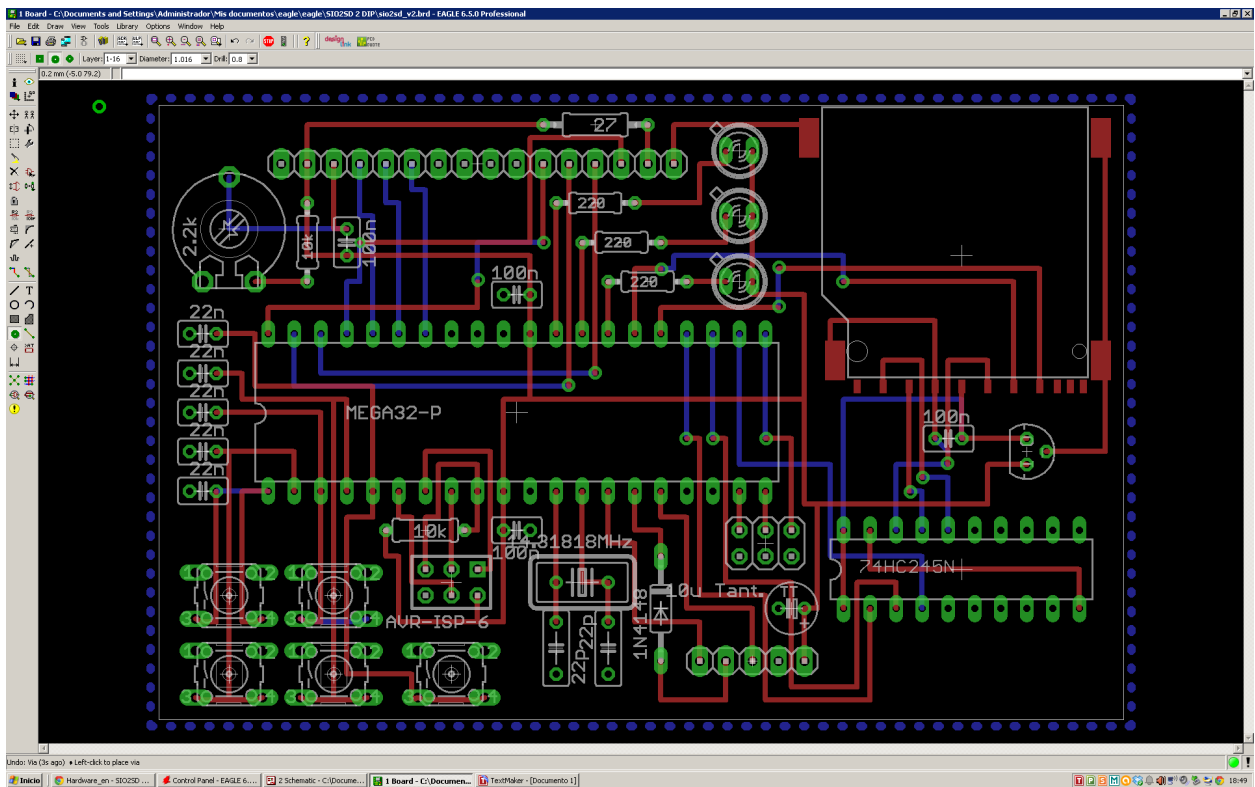 1 Board - C:\Documents and Settings\Administrador\Mis documentos\eagle\eagle\SIO2SD 2 DIP\sio2sd_v2.brd - EAGLE 6.5.0 Professional
File Edit Draw View Tools Library Options Window Help
Layer: 1-16 Diameter: 1.016 Drill: 0.8
0.2 mm (-5.0 79.2)
27
2.2k
10k
100n
220
220
220
100n
22n
22n
22n
22n
22n
MEGA32-P
100n
10k
100n
14.31818MHz
AVR-ISP-6
22p
22p
1N4148
10u Tant.
74HC245N
Undo: Via (3s ago) ♦ Left-click to place via
Inicio Hardware_en - SIO2SD ... Control Panel - EAGLE 6.... 2 Schematic - C:\Docume... 1 Board - C:\Documen... TextMaker - [Documento 1] 18:49